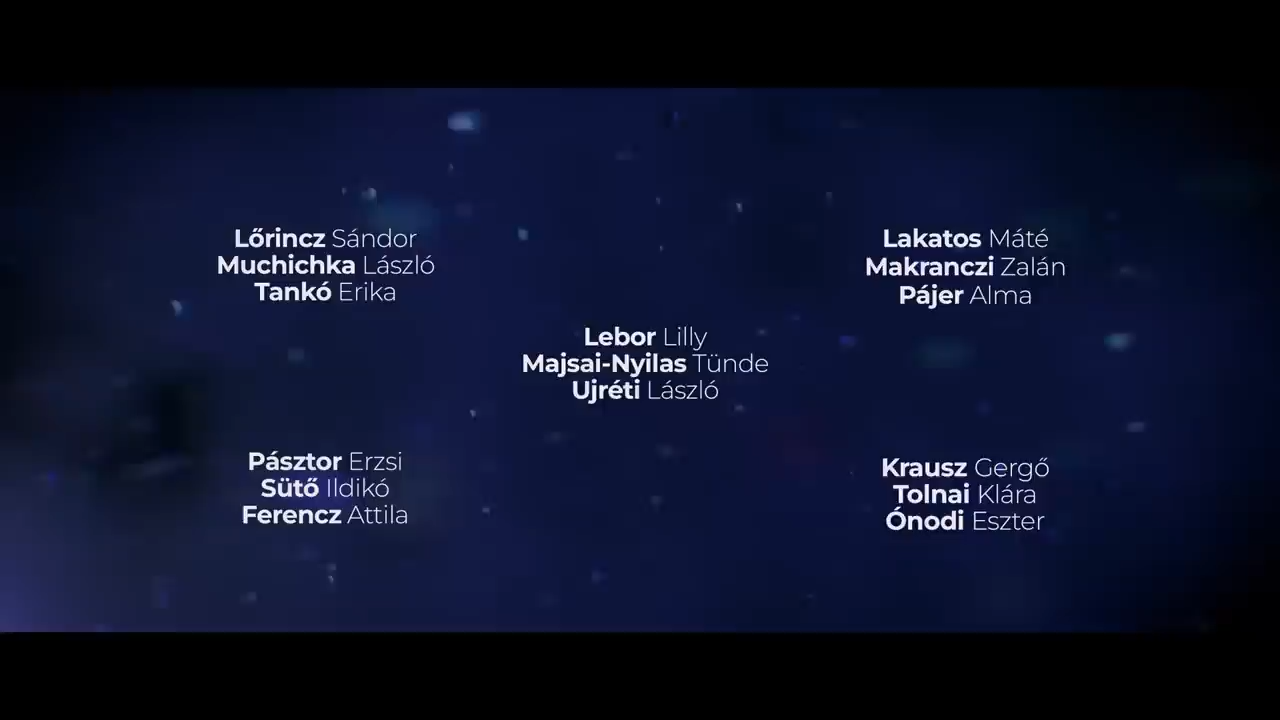 Lőrincz Sándor
Muchichka László
Tankó Erika
Lakatos Máté
Makranczi Zalán
Pájer Alma
Lebor Lilly
Majsai-Nyilas Tünde
Ujréti László
Pásztor Erzsi
Sütő Ildikó
Ferencz Attila
Krausz Gergő
Tolnai Klára
Ónodi Eszter